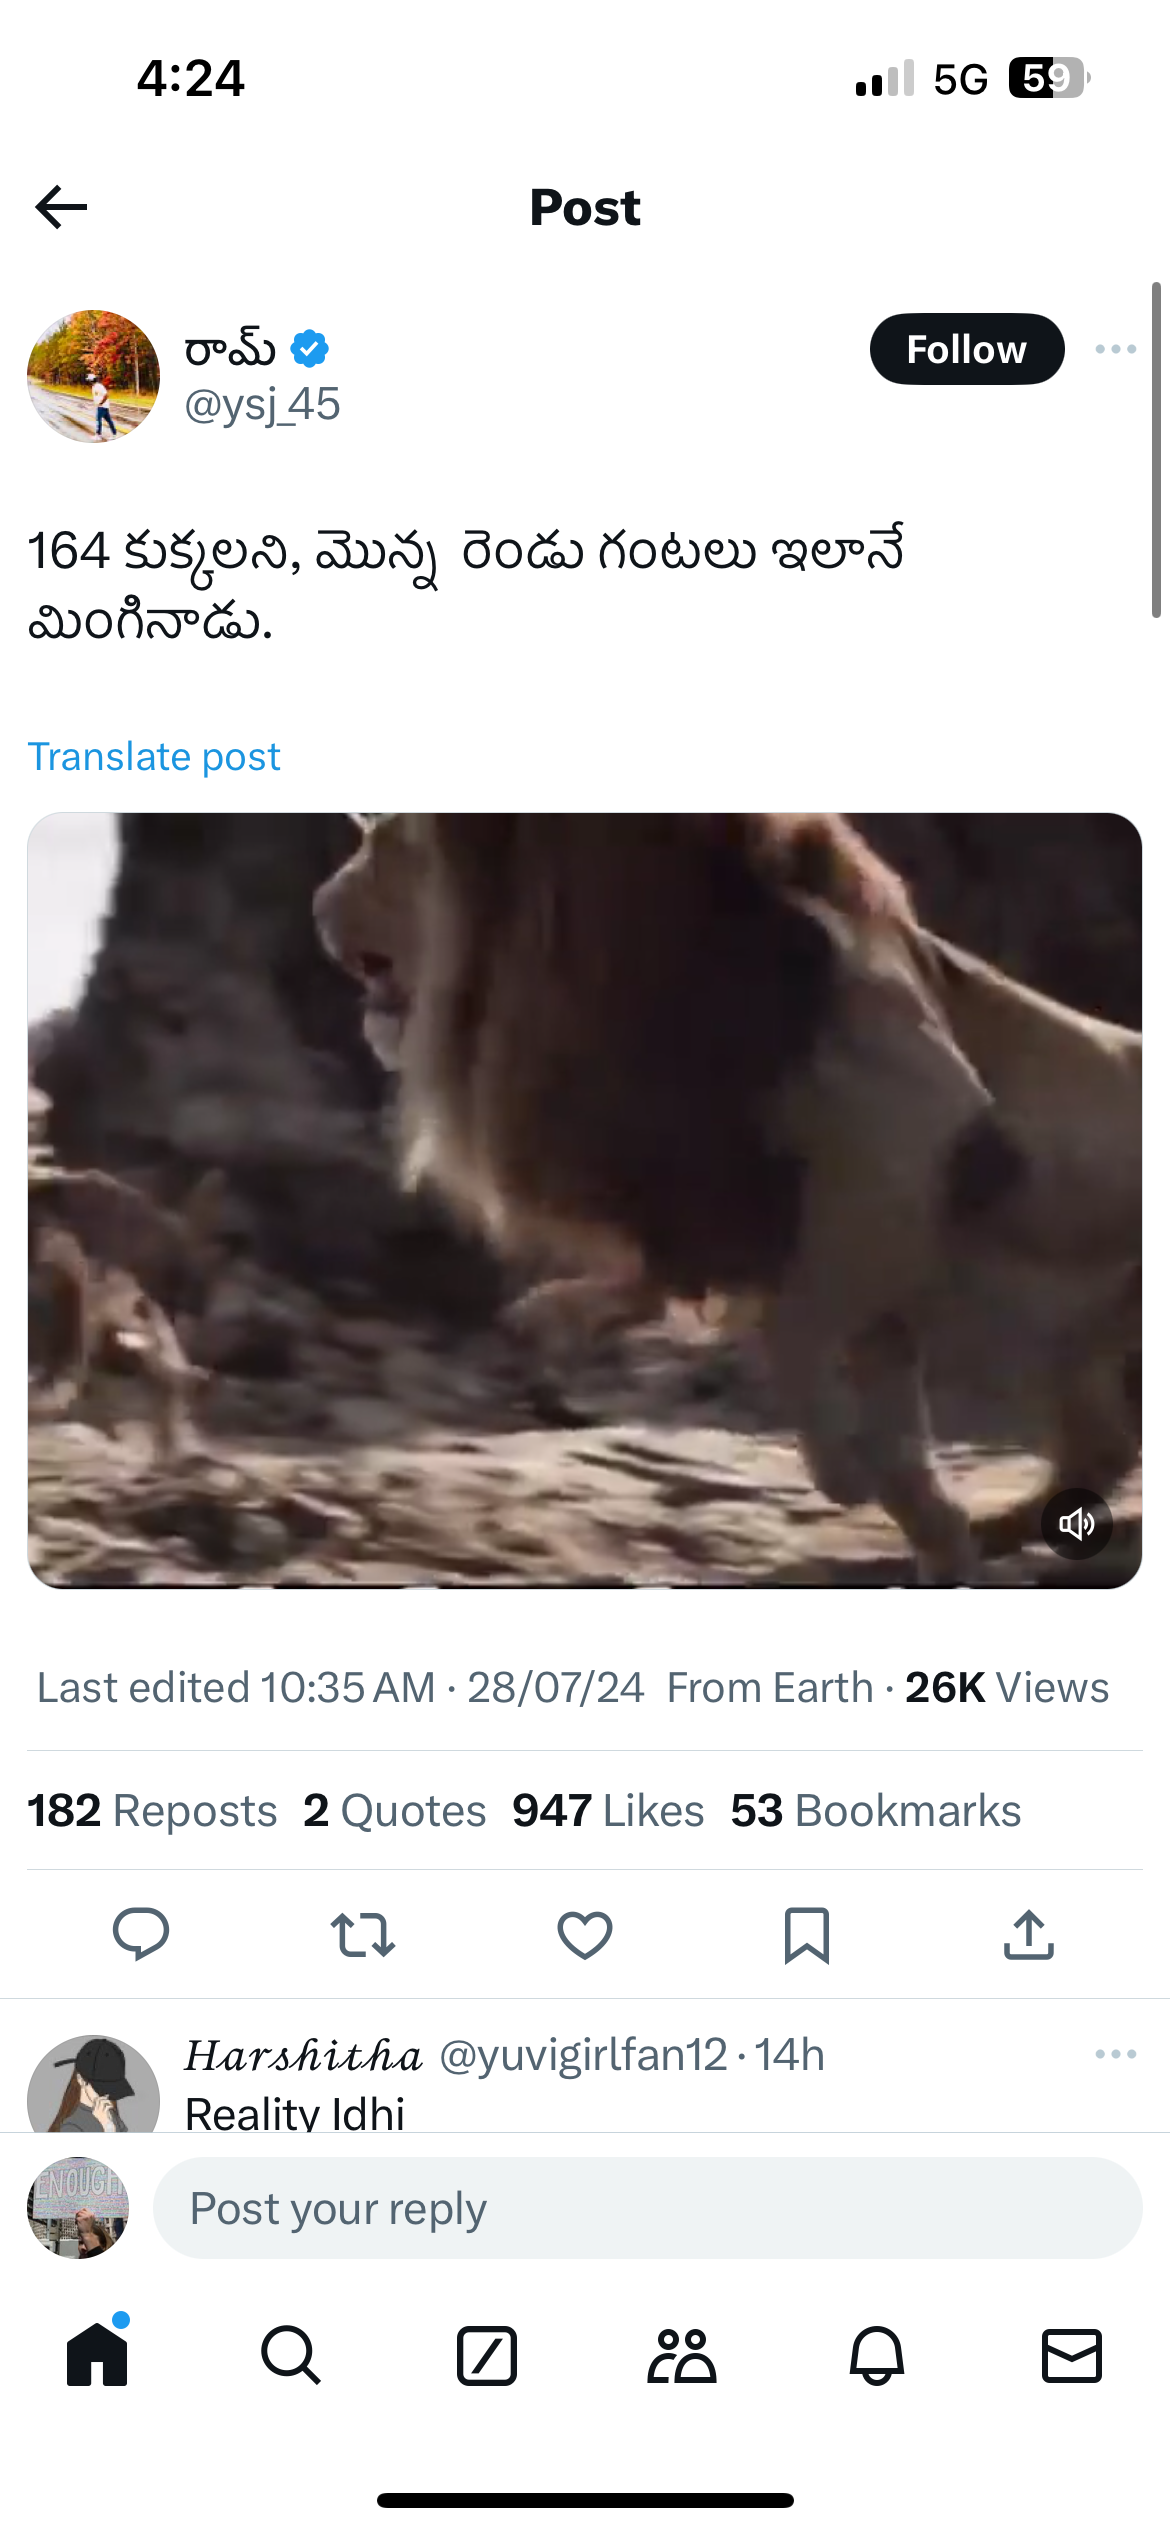 4:24 5G 59
Post
రామ్ Follow
@ysj_45
164 కుక్కలని, మొన్న రెండు గంటలు ఇలానే
మింగినాడు.
Translate post
Last edited 10:35 AM · 28/07/24 From Earth · 26K Views
182 Reposts 2 Quotes 947 Likes 53 Bookmarks
Harshitha @yuvigirlfan12 · 14h
Reality Idhi
ENOUGH
Post your reply